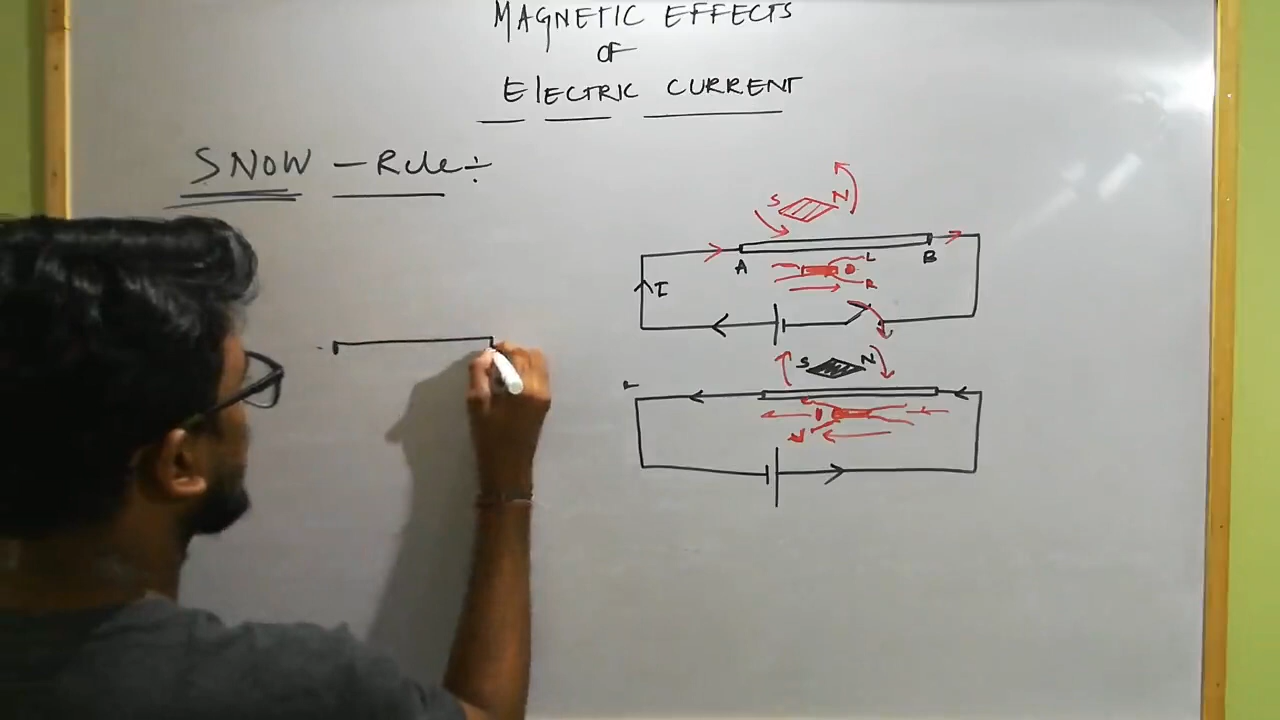 MAGNETIC EFFECTS
OF
ElECTRIC CURRENT
SNOW - Rule ÷
S N
A B
L
R
I
S N